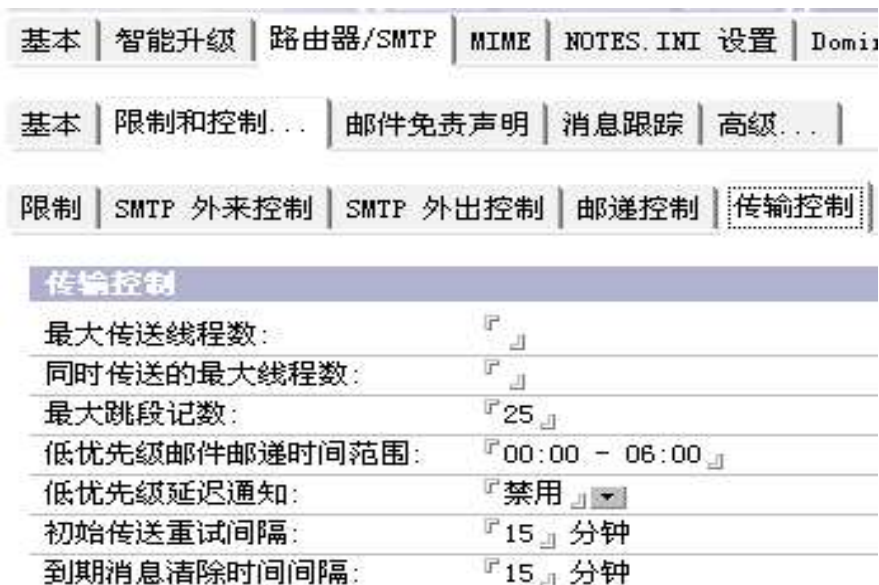 基本 智能升级 路由器/SMTP MIME NOTES.INI 设置
基本 限制和控制... 邮件免责声明 消息跟踪 高级...
限制 SMTP 外来控制 SMTP 外出控制 邮递控制 传输控制
传输控制
最大传送线程数:
同时传送的最大线程数:
最大跳段记数: 25
低优先级邮件邮递时间范围: 00:00 - 06:00
低优先级延迟通知: 禁用
初始传送重试间隔: 15 分钟
到期消息清除时间间隔: 15 分钟